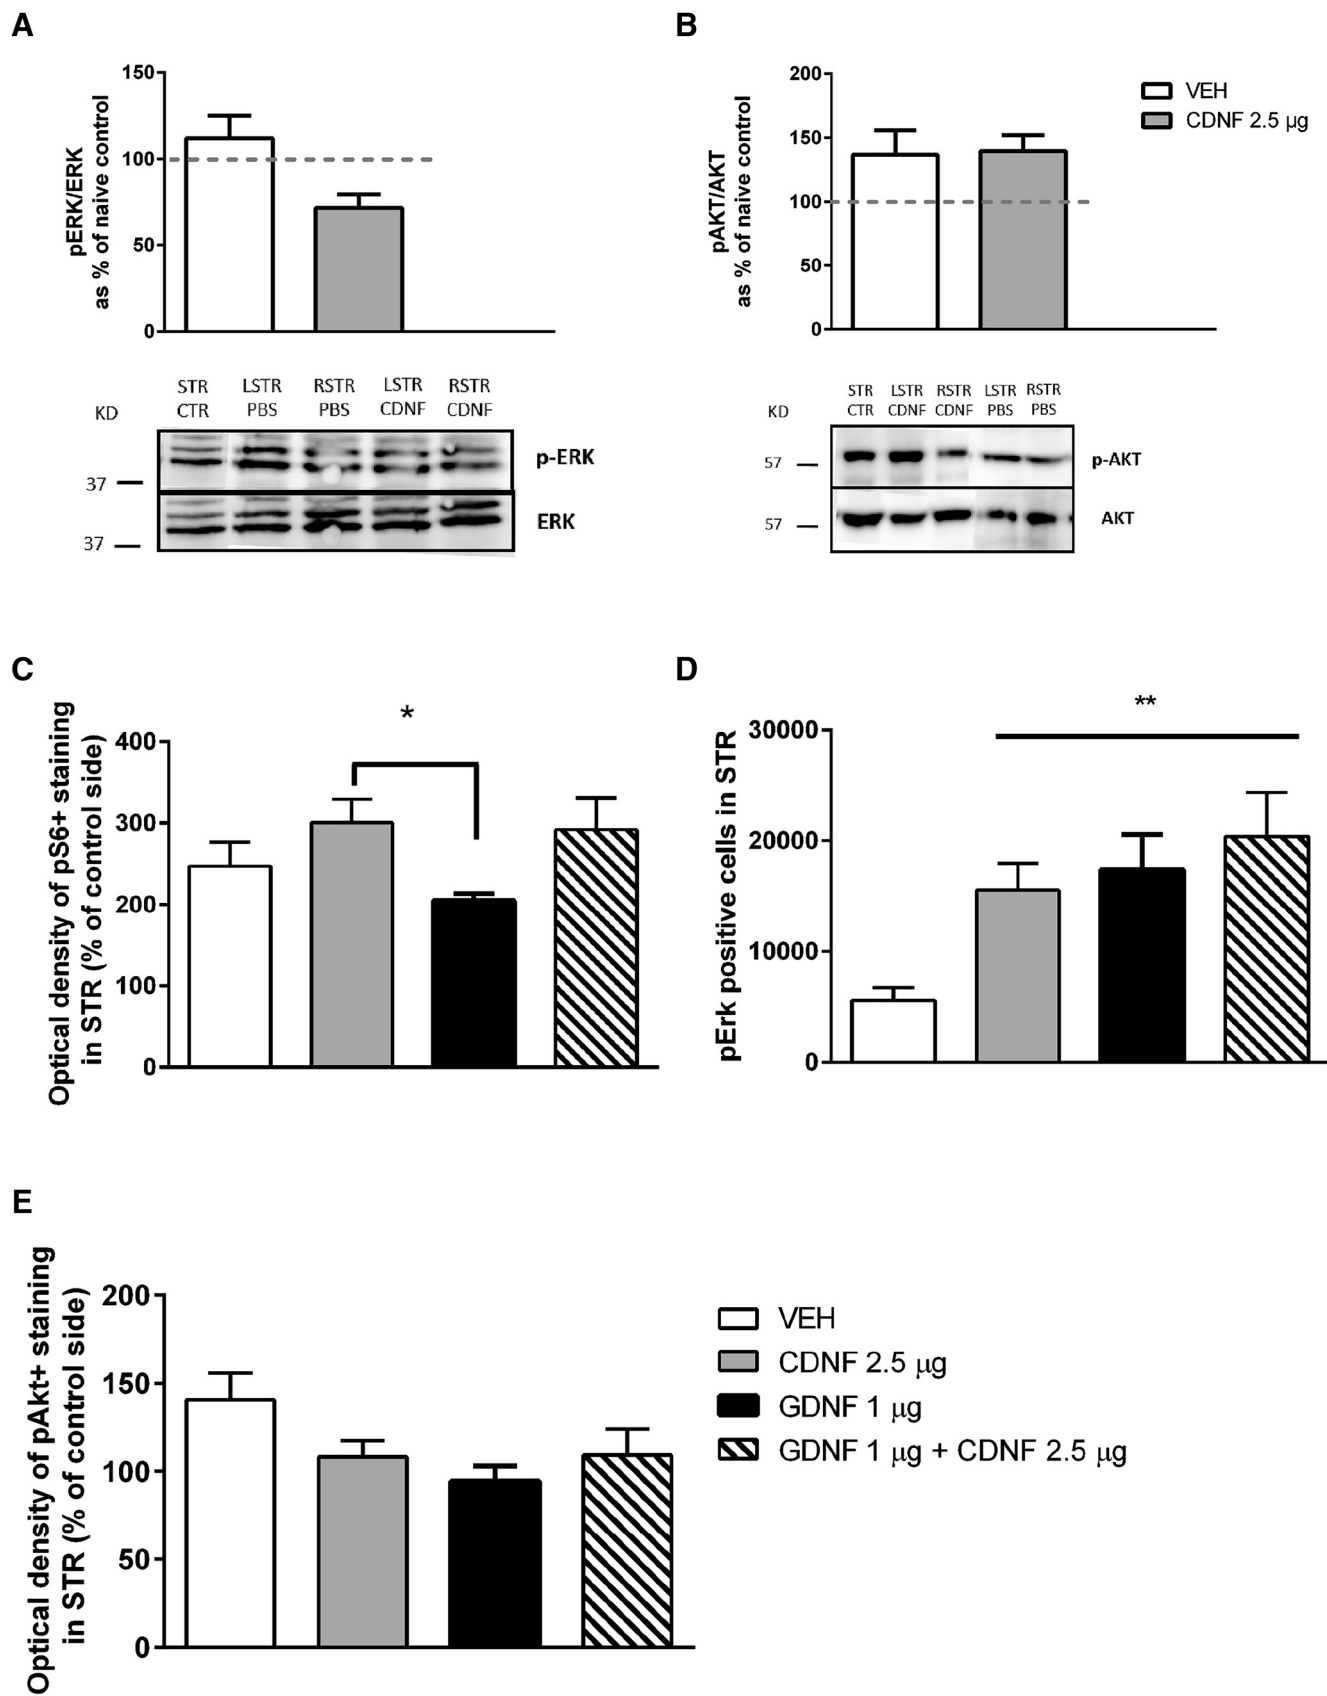 A
150
100
50
0
pERK/ERK
as % of naive control
STR LSTR RSTR LSTR RSTR
KD CTR PBS PBS CDNF CDNF
p-ERK
37
ERK
37
B
200
150
100
50
0
pAKT/AKT
as % of naive control
VEH
CDNF 2.5 µg
STR LSTR RSTR LSTR RSTR
KD CTR CDNF CDNF PBS PBS
57 p-AKT
57 AKT
C
Optical density of pS6+ staining
in STR (% of control side)
400
300
200
100
0
*
D
pErk positive cells in STR
30000
20000
10000
0
**
E
Optical density of pAkt+ staining
in STR (% of control side)
200
150
100
50
0
VEH
CDNF 2.5 µg
GDNF 1 µg
GDNF 1 µg + CDNF 2.5 µg